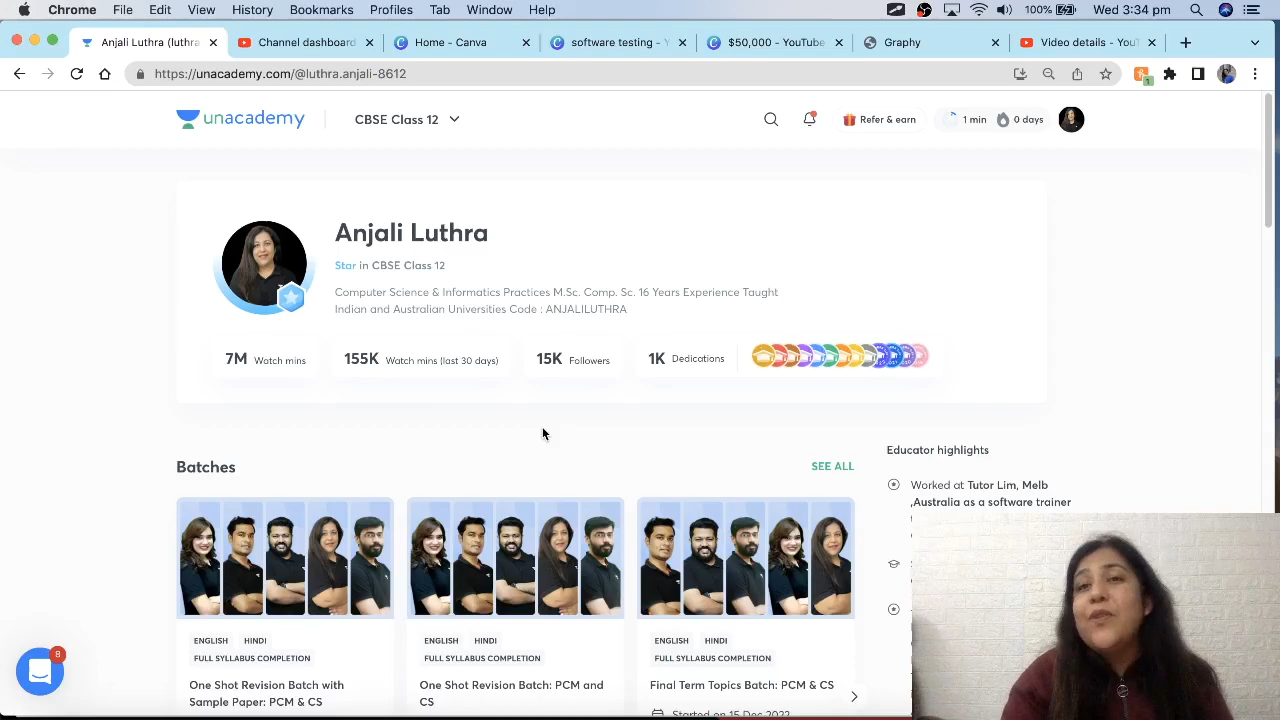 Chrome File Edit View History Bookmarks Profiles Tab Window Help 100% Wed 3:34 pm
Anjali Luthra (luthra Channel dashboard Home - Canva software testing - Y $50,000 - YouTube Graphy Video details - YouT
https://unacademy.com/@luthra.anjali-8612 1
unacademy CBSE Class 12 Refer & earn 1 min 0 days
Anjali Luthra
Star in CBSE Class 12
Computer Science & Informatics Practices M.Sc. Comp. Sc. 16 Years Experience Taught
Indian and Australian Universities Code : ANJALILUTHRA
7M Watch mins 155K Watch mins (last 30 days) 15K Followers 1K Dedications
Batches SEE ALL
Educator highlights
Worked at Tutor Lim, Melb
,Australia as a software trainer
ENGLISH HINDI ENGLISH HINDI ENGLISH HINDI
FULL SYLLABUS COMPLETION FULL SYLLABUS COMPLETION FULL SYLLABUS COMPLETION
One Shot Revision Batch with
Sample Paper: PCM & CS
One Shot Revision Batch: PCM and
CS
Final Term Topics Batch: PCM & CS
Started on 15 Dec 2022
8